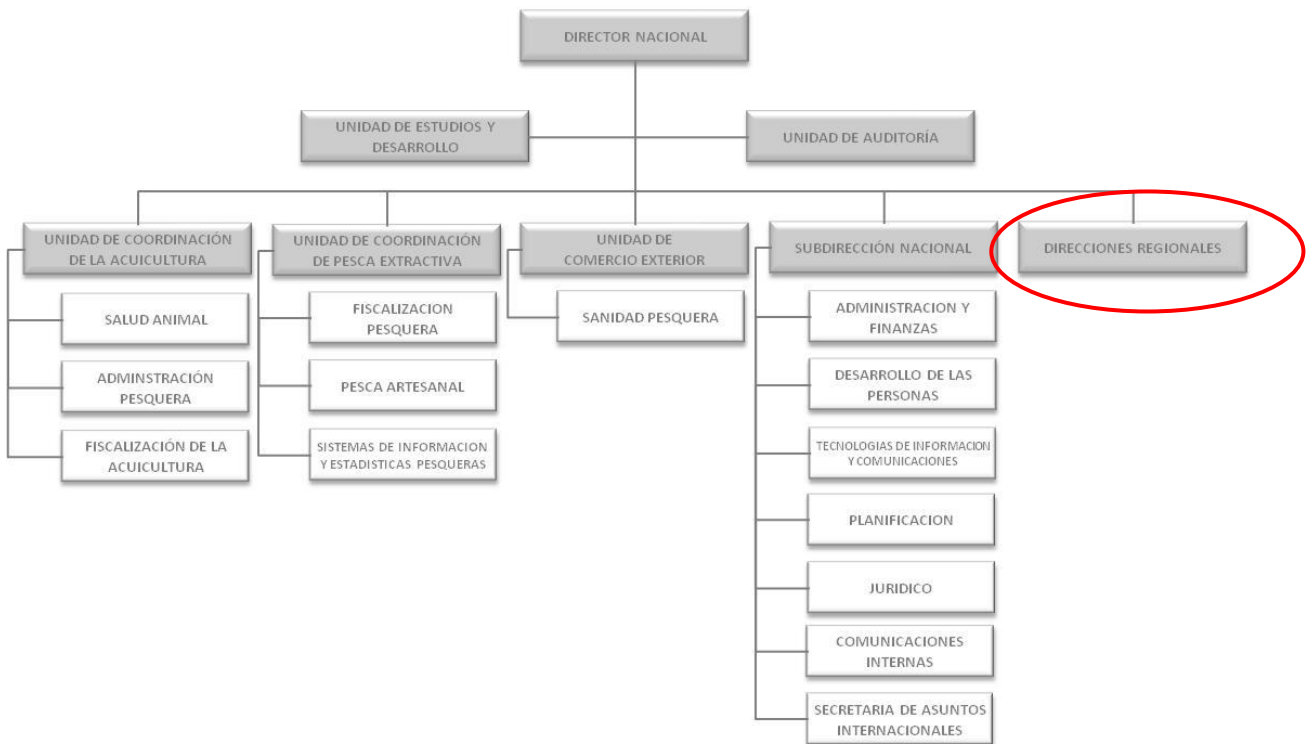 DIRECTOR NACIONAL
UNIDAD DE ESTUDIOS Y
DESARROLLO
UNIDAD DE AUDITORÍA
UNIDAD DE COORDINACIÓN
DE LA ACUICULTURA
SALUD ANIMAL
ADMINSTRACIÓN
PESQUERA
FISCALIZACIÓN DE LA
ACUICULTURA
UNIDAD DE COORDINACIÓN
DE PESCA EXTRACTIVA
FISCALIZACION
PESQUERA
PESCA ARTESANAL
SISTEMAS DE INFORMACION
Y ESTADISTICAS PESQUERAS
UNIDAD DE
COMERCIO EXTERIOR
SANIDAD PESQUERA
SUBDIRECCIÓN NACIONAL
ADMINISTRACION Y
FINANZAS
DESARROLLO DE LAS
PERSONAS
TECNOLOGIAS DE INFORMACION
Y COMUNICACIONES
PLANIFICACION
JURIDICO
COMUNICACIONES
INTERNAS
SECRETARIA DE ASUNTOS
INTERNACIONALES
DIRECCIONES REGIONALES